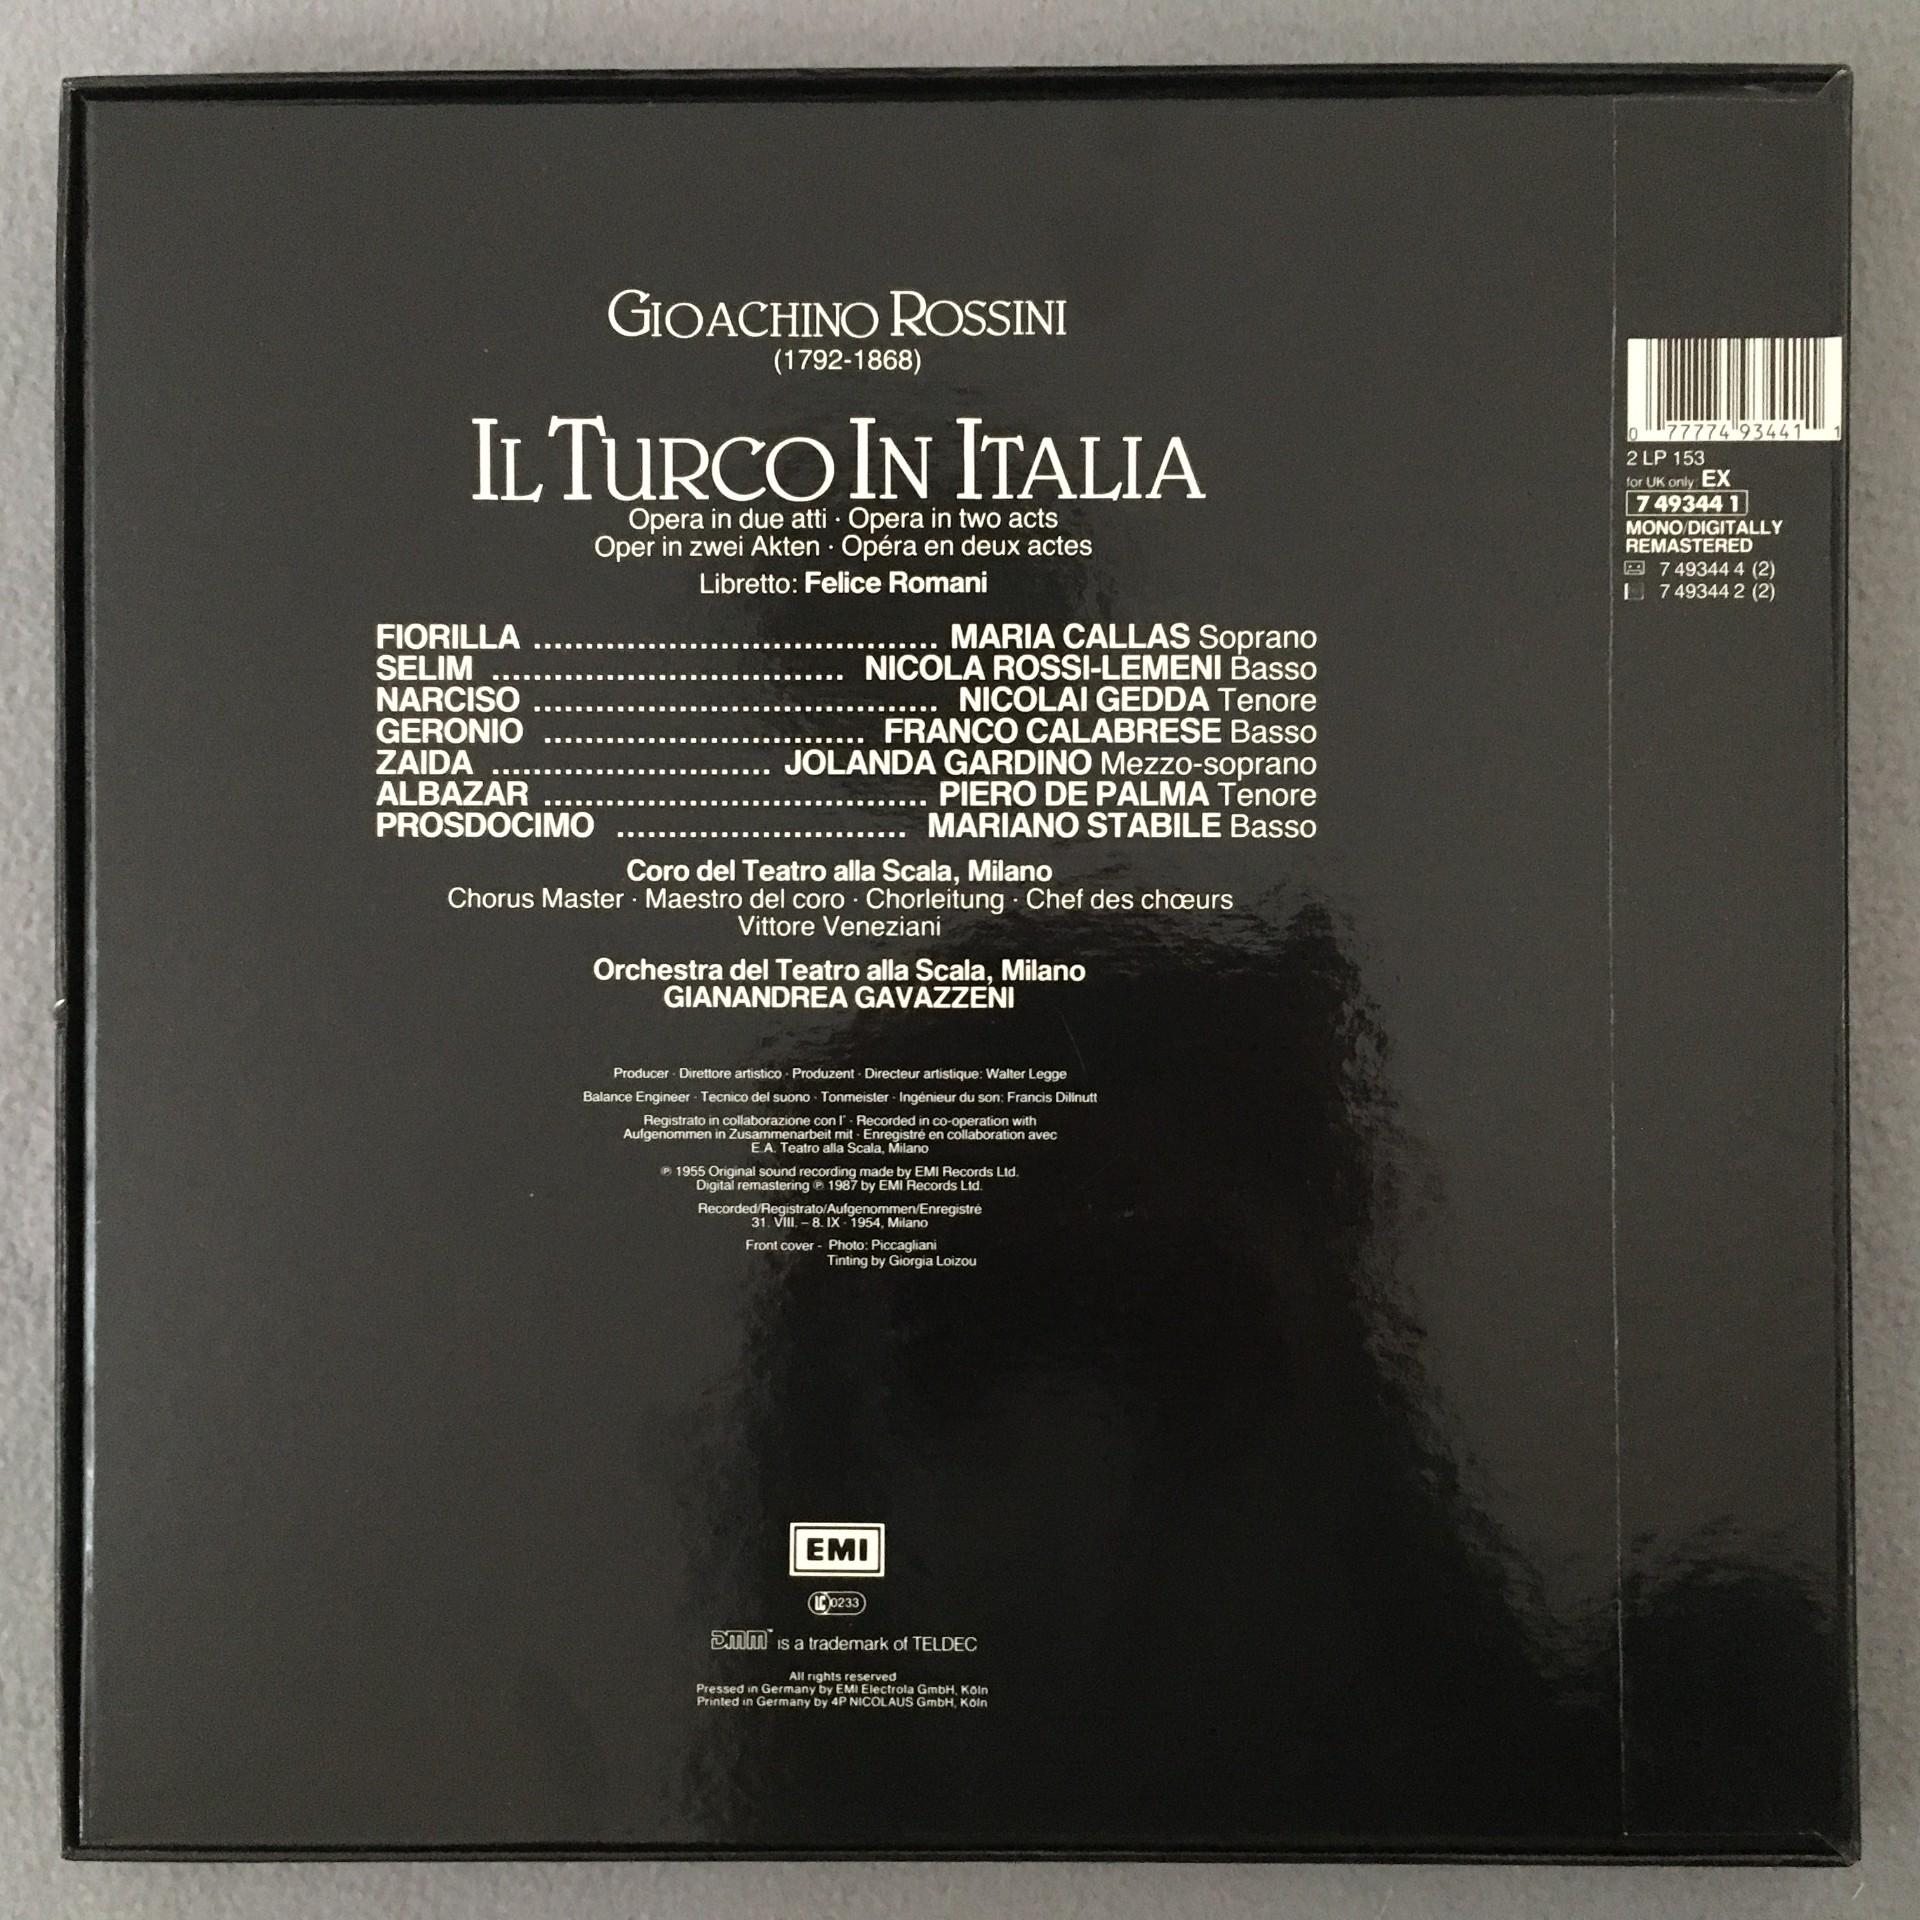 GIOACHINO ROSSINI
(1792-1868)
IL TURCO IN ITALIA
Opera in due atti · Opera in two acts
Oper in zwei Akten · Opéra en deux actes
Libretto: Felice Romani
FIORILLA ....................................... MARIA CALLAS Soprano
SELIM .................................. NICOLA ROSSI-LEMENI Basso
NARCISO ....................................... NICOLAI GEDDA Tenore
GERONIO ............................... FRANCO CALABRESE Basso
ZAIDA ........................... JOLANDA GARDINO Mezzo-soprano
ALBAZAR ..................................... PIERO DE PALMA Tenore
PROSDOCIMO ............................ MARIANO STABILE Basso
Coro del Teatro alla Scala, Milano
Chorus Master · Maestro del coro · Chorleitung · Chef des chœurs
Vittore Veneziani
Orchestra del Teatro alla Scala, Milano
GIANANDREA GAVAZZENI
Producer · Direttore artistico · Produzent · Directeur artistique: Walter Legge
Balance Engineer · Tecnico del suono · Tonmeister · Ingénieur du son: Francis Dillnutt
Registrato in collaborazione con l' · Recorded in co-operation with
Aufgenommen in Zusammenarbeit mit · Enregistré en collaboration avec
E.A. Teatro alla Scala, Milano
℗ 1955 Original sound recording made by EMI Records Ltd.
Digital remastering ℗ 1987 by EMI Records Ltd.
Recorded/Registrato/Aufgenommen/Enregistré
31. VIII. – 8. IX · 1954, Milano
Front cover - Photo: Piccagliani
Tinting by Giorgia Loizou
EMI
LC 0233
DMM™ is a trademark of TELDEC
All rights reserved
Pressed in Germany by EMI Electrola GmbH, Köln
Printed in Germany by 4P NICOLAUS GmbH, Köln
0 77774 93441 1
2 LP 153
for UK only: EX
7 49344 1
MONO/DIGITALLY
REMASTERED
7 49344 4 (2)
7 49344 2 (2)